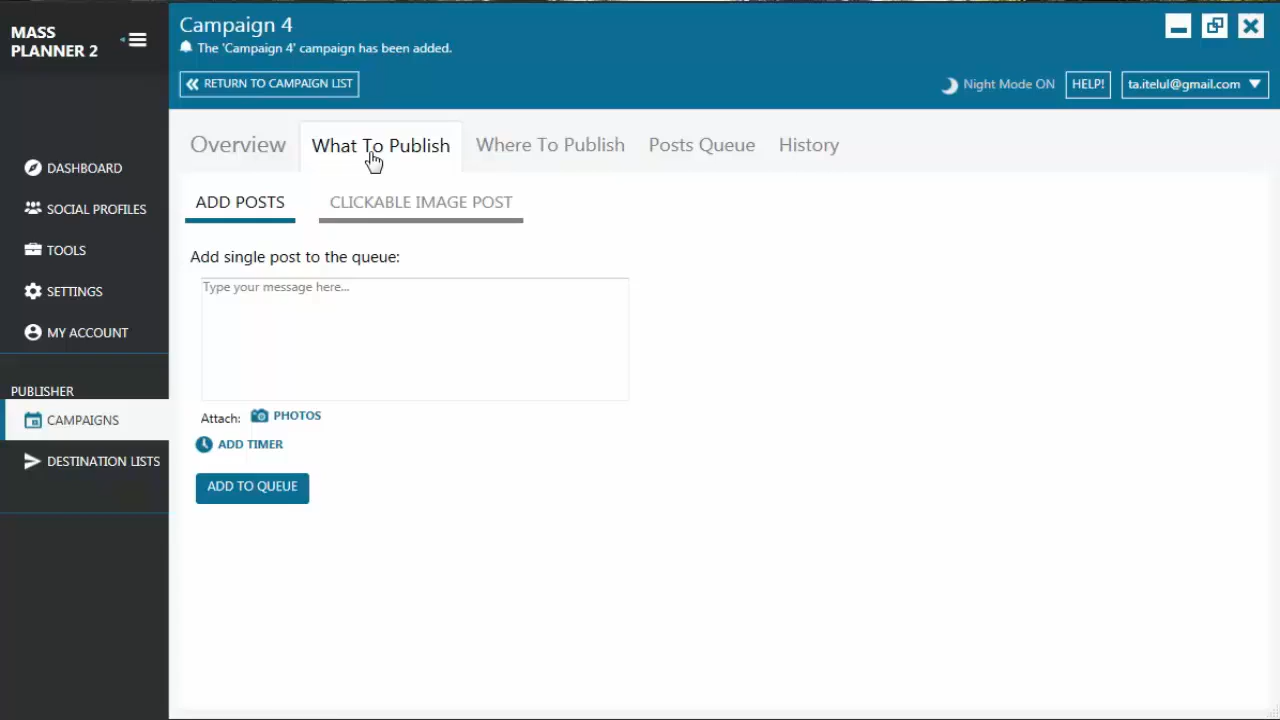 MASS
PLANNER 2
Campaign 4
The 'Campaign 4' campaign has been added.
RETURN TO CAMPAIGN LIST
Night Mode ON
HELP!
ta.itelul@gmail.com
Overview
What To Publish
Where To Publish
Posts Queue
History
DASHBOARD
SOCIAL PROFILES
TOOLS
SETTINGS
MY ACCOUNT
PUBLISHER
CAMPAIGNS
DESTINATION LISTS
ADD POSTS
CLICKABLE IMAGE POST
Add single post to the queue:
Type your message here...
Attach: PHOTOS
ADD TIMER
ADD TO QUEUE